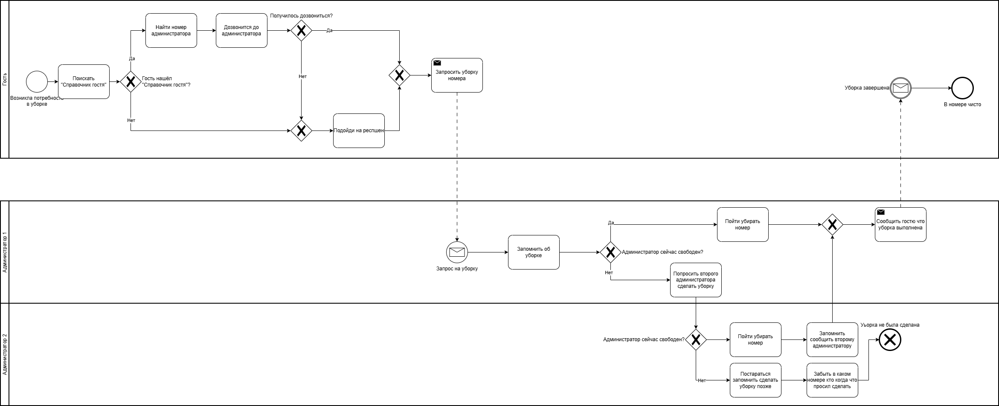 Гость
Возникла потребность
в уборке
Поискать
"Справочник гостя"
Гость нашёл
"Справочник гостя"?
Да
Нет
Найти номер
администратора
Дозвонится до
администратора
Получилось дозвониться?
Да
Нет
Подойди на респшен
Запросить уборку
номера
Уборка завершена
В номере чисто
Администратор 1
Запрос на уборку
Запомнить об
уборке
Администратор сейчас свободен?
Да
Нет
Пойти убирать
номер
Попросить второго
администратора
сделать уборку
Сообщить гостю что
уборка выполнена
Администратор 2
Администратор сейчас свободен?
Нет
Пойти убирать
номер
Запомнить
сообщить второму
администратору
Уьорка не была сделана
Постараться
запомнить сделать
уборку позже
Забыть в каком
номере кто когда что
просил сделать